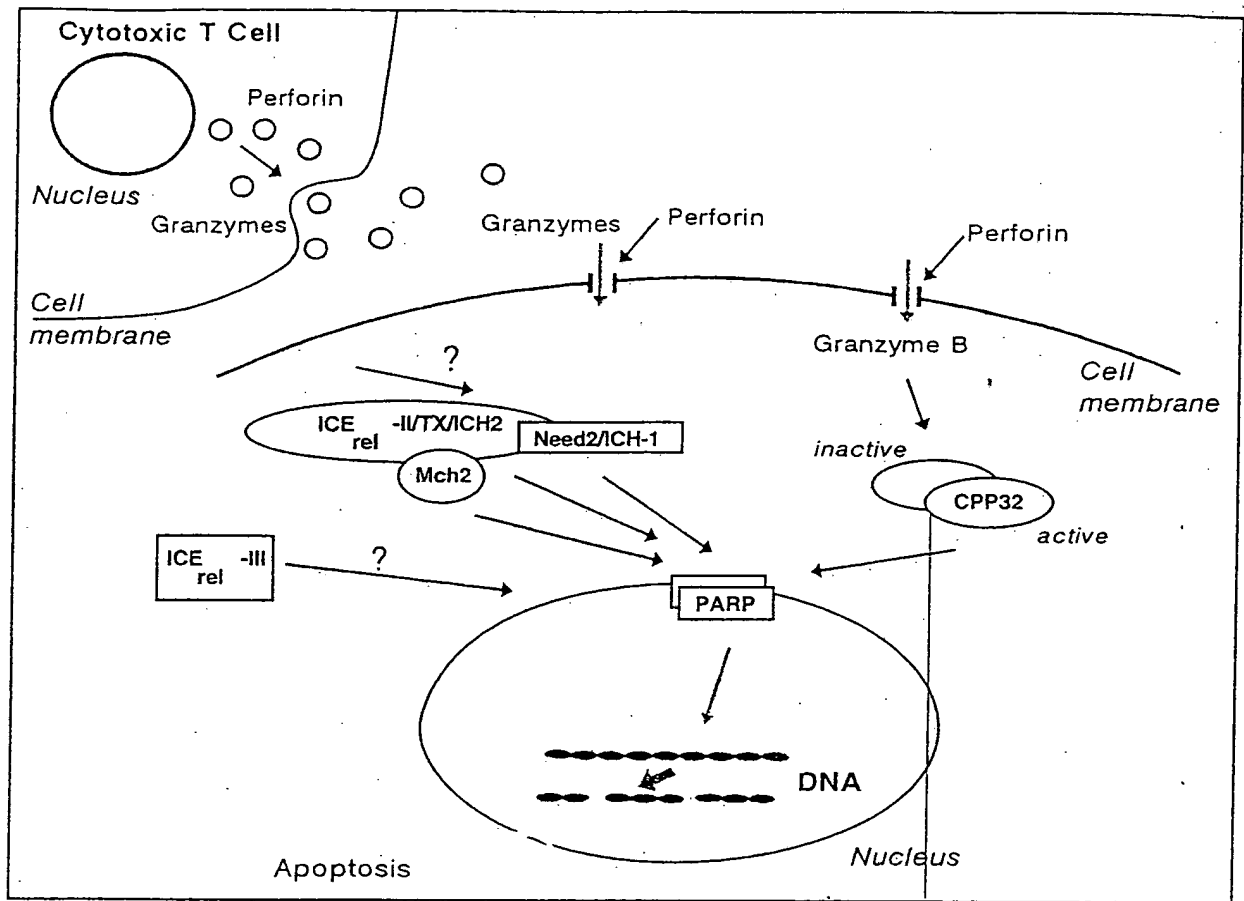 Cytotoxic T Cell
Perforin
Nucleus
Granzymes
Granzymes
Perforin
Perforin
Cell
membrane
Granzyme B
Cell
membrane
?
ICE rel -II/TX/ICH2
Need2/ICH-1
inactive
Mch2
CPP32
active
ICE rel -III
?
PARP
DNA
Apoptosis
Nucleus